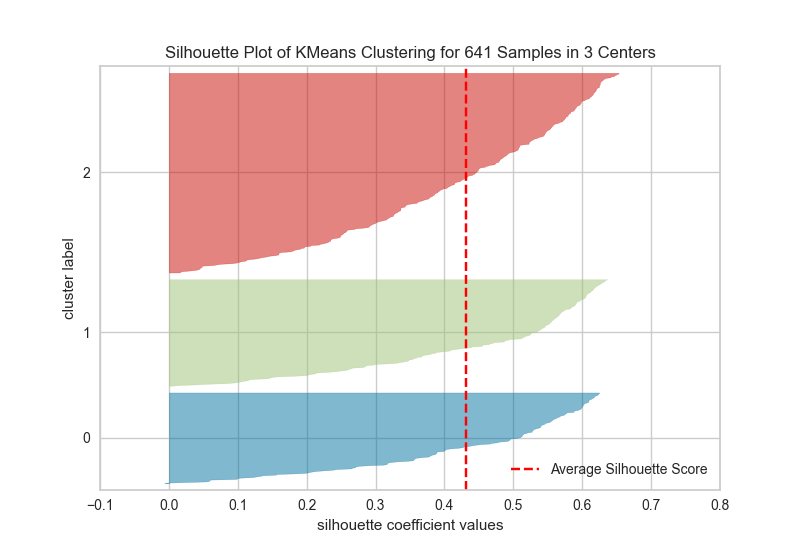 Silhouette Plot of KMeans Clustering for 641 Samples in 3 Centers
cluster label
2
1
0
Average Silhouette Score
−0.1 0.0 0.1 0.2 0.3 0.4 0.5 0.6 0.7 0.8
silhouette coefficient values